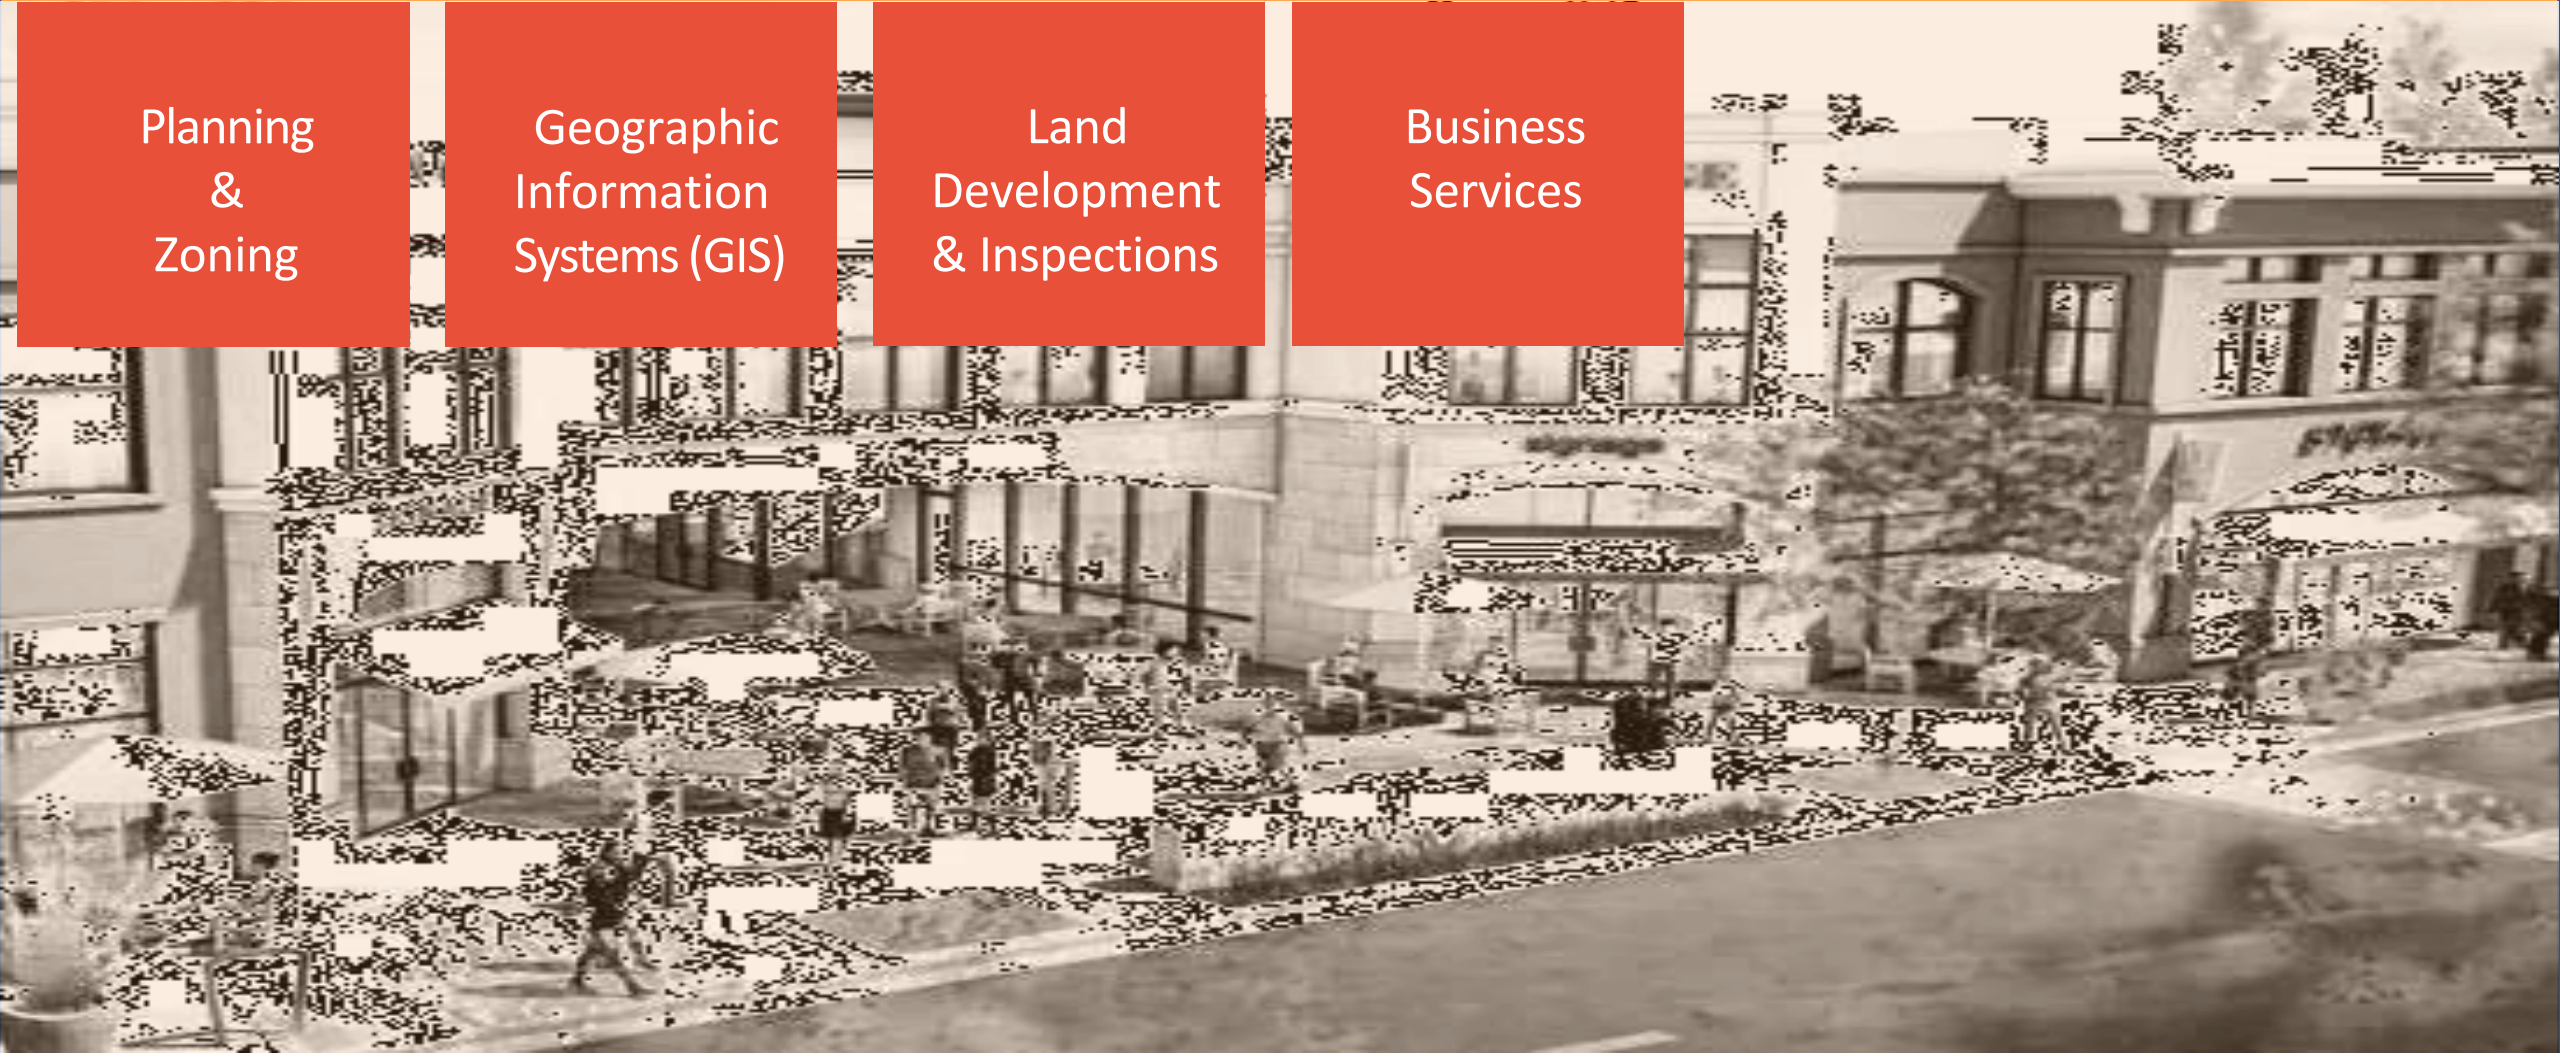 Planning
&
Zoning
Geographic
Information
Systems (GIS)
Land
Development
& Inspections
Business
Services